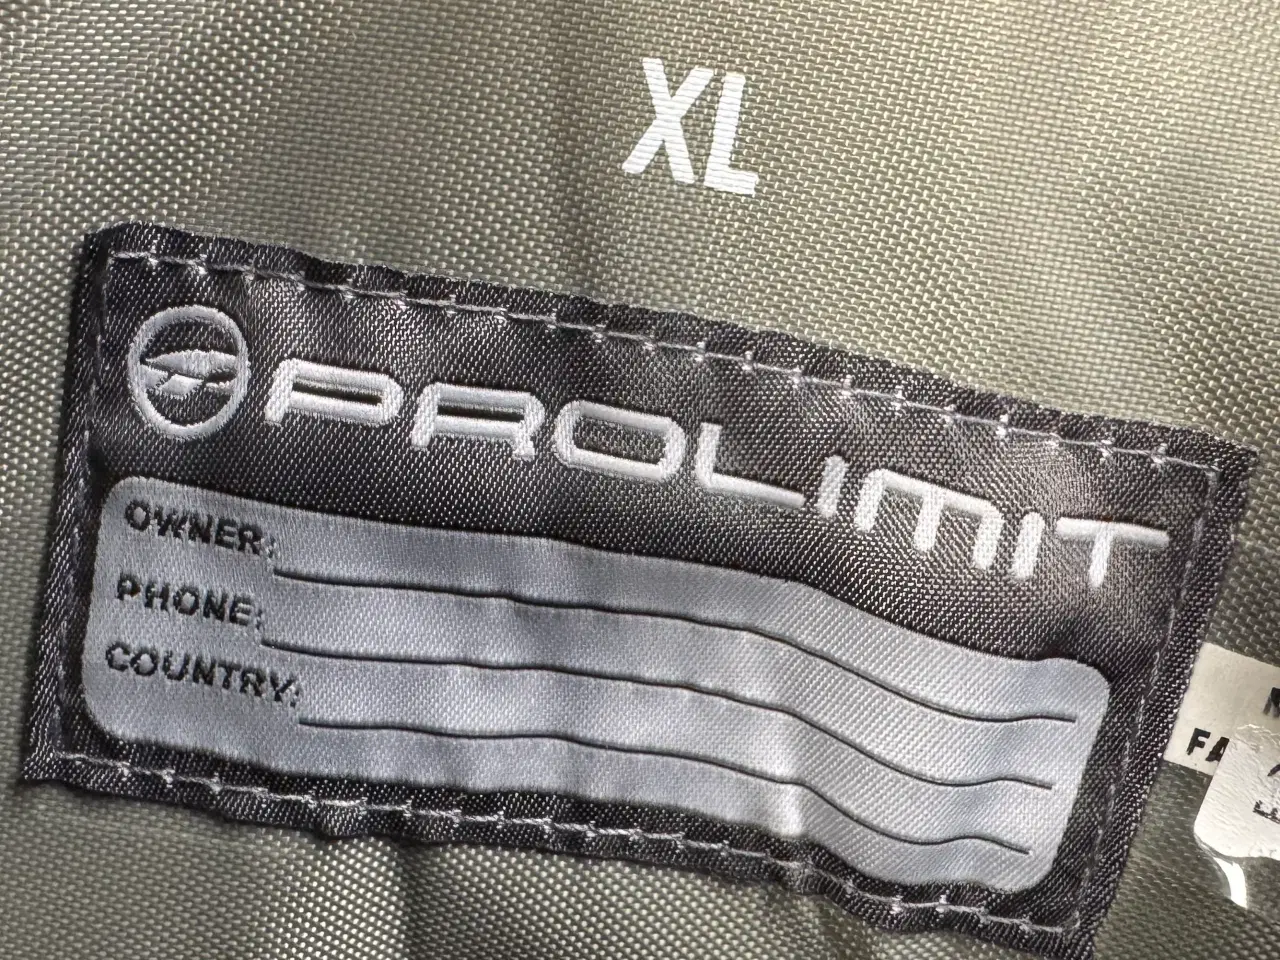 XL
PROLIMIT
OWNER:
PHONE:
COUNTRY: